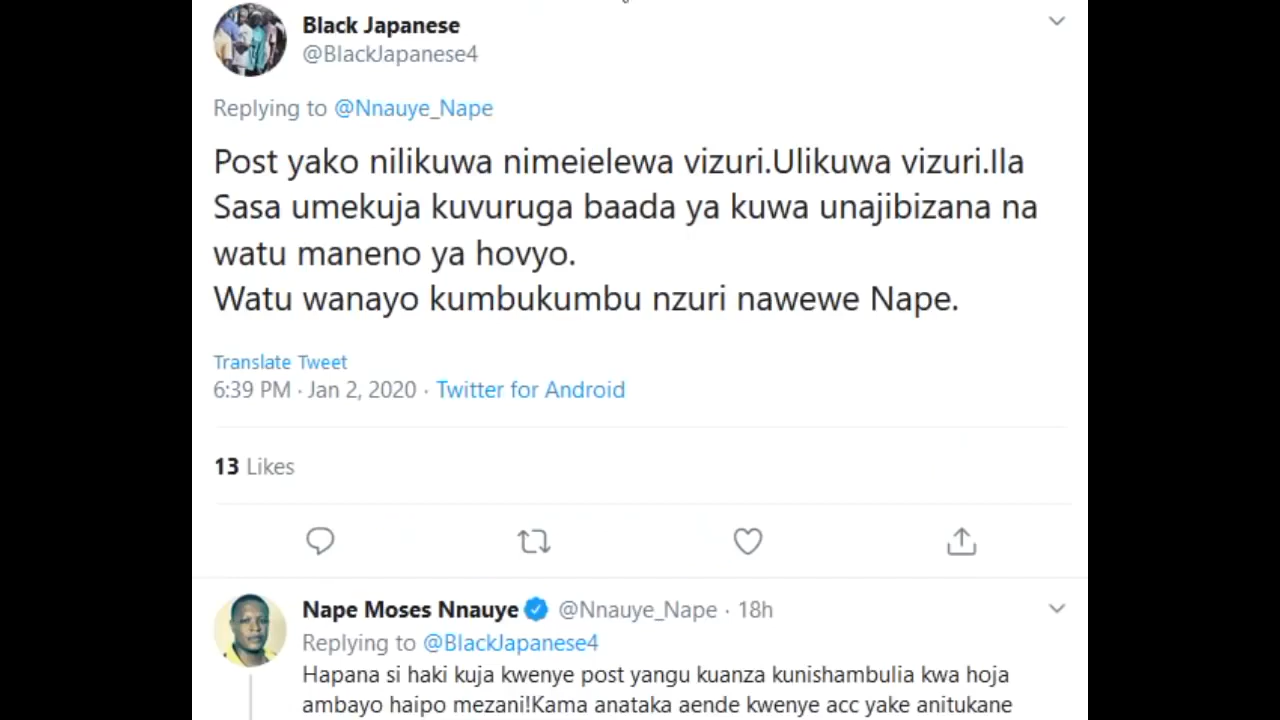 Black Japanese
@BlackJapanese4
Replying to @Nnauye_Nape
Post yako nilikuwa nimeielewa vizuri.Ulikuwa vizuri.Ila
Sasa umekuja kuvuruga baada ya kuwa unajibizana na
watu maneno ya hovyo.
Watu wanayo kumbukumbu nzuri nawewe Nape.
Translate Tweet
6:39 PM · Jan 2, 2020 · Twitter for Android
13 Likes
Nape Moses Nnauye @Nnauye_Nape · 18h
Replying to @BlackJapanese4
Hapana si haki kuja kwenye post yangu kuanza kunishambulia kwa hoja
ambayo haipo mezani!Kama anataka aende kwenye acc yake anitukane